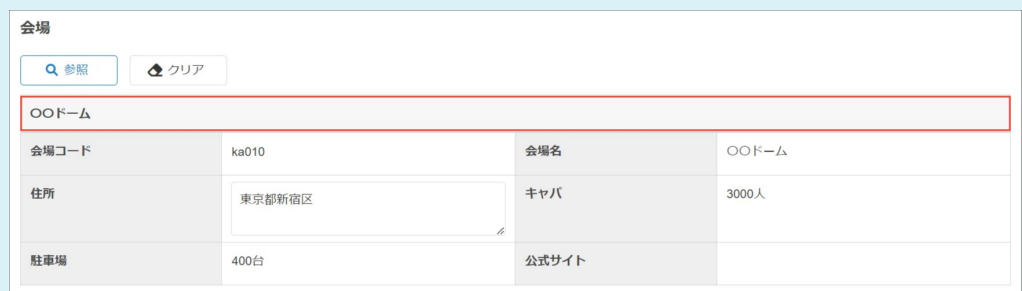 会場
参照 クリア
〇〇ドーム
会場コード ka010 会場名 〇〇ドーム
住所 東京都新宿区 キャパ 3000人
駐車場 400台 公式サイト